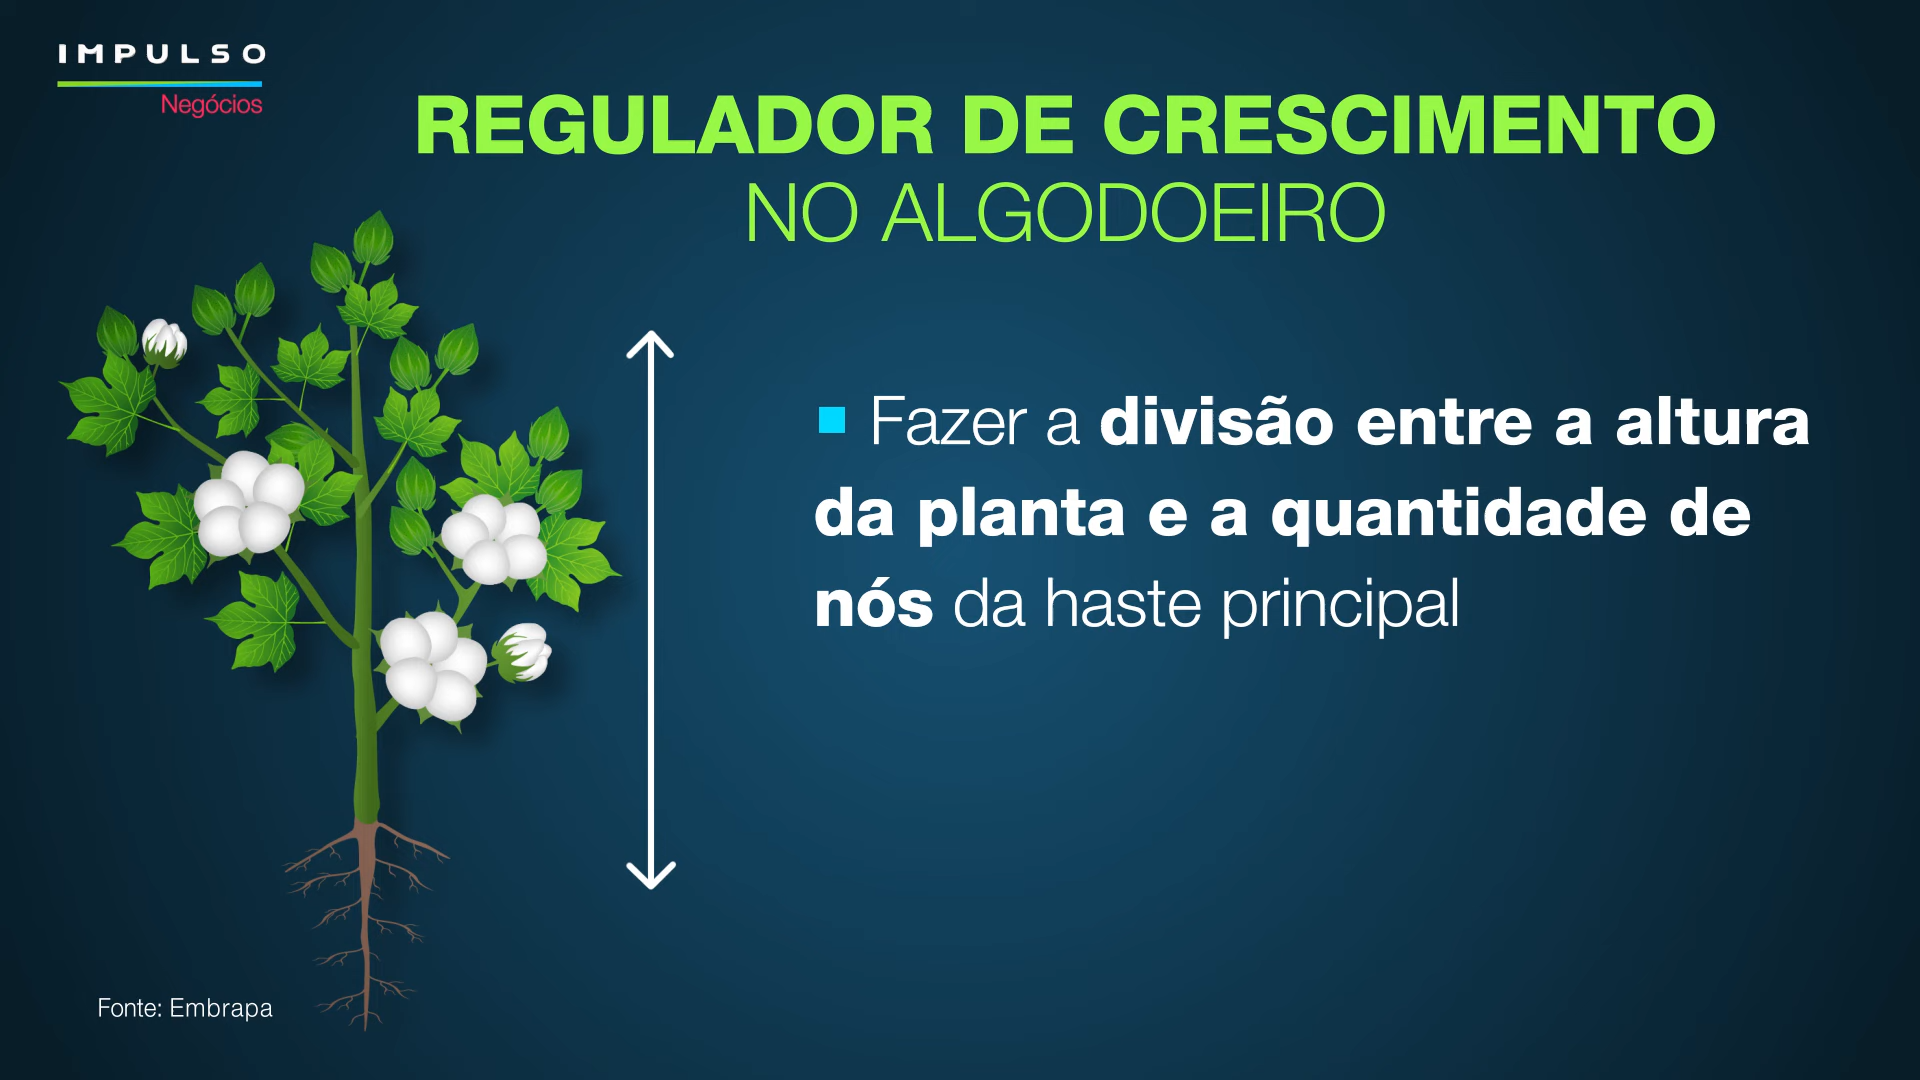 IMPULSO
Negócios
REGULADOR DE CRESCIMENTO
NO ALGODOEIRO
Fazer a divisão entre a altura
da planta e a quantidade de
nós da haste principal
Fonte: Embrapa